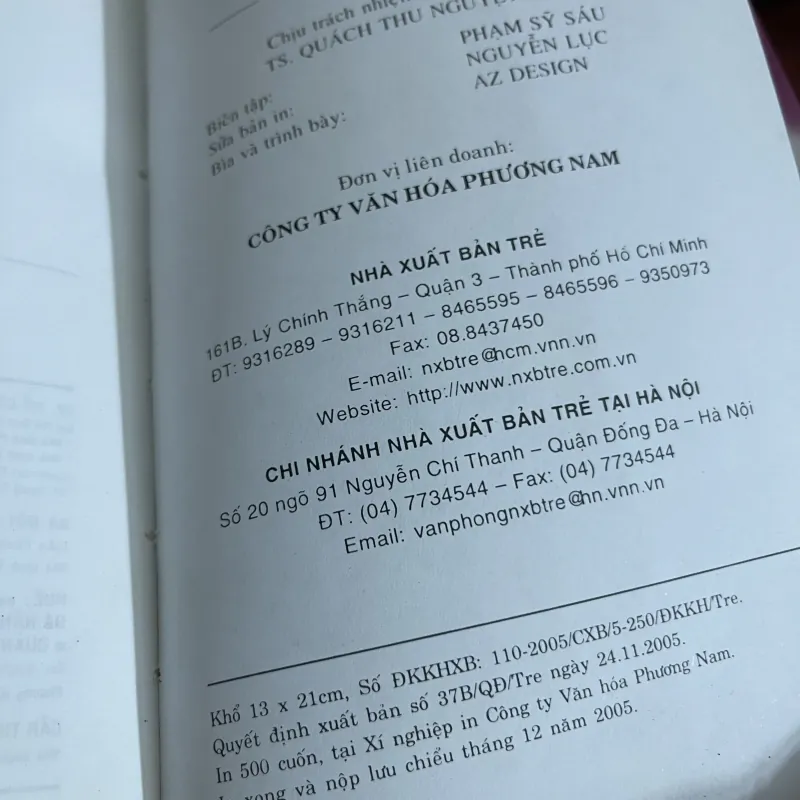 Chịu trách nhiệm
TS. QUÁCH THU NGUYỆT
Biên tập: PHẠM SỸ SÁU
Sửa bản in: NGUYỄN LỤC
Bìa và trình bày: AZ DESIGN
Đơn vị liên doanh:
CÔNG TY VĂN HÓA PHƯƠNG NAM
NHÀ XUẤT BẢN TRẺ
161B. Lý Chính Thắng – Quận 3 – Thành phố Hồ Chí Minh
ĐT: 9316289 – 9316211 – 8465595 – 8465596 – 9350973
Fax: 08.8437450
E-mail: nxbtre@hcm.vnn.vn
Website: http://www.nxbtre.com.vn
CHI NHÁNH NHÀ XUẤT BẢN TRẺ TẠI HÀ NỘI
Số 20 ngõ 91 Nguyễn Chí Thanh – Quận Đống Đa – Hà Nội
ĐT: (04) 7734544 – Fax: (04) 7734544
Email: vanphongnxbtre@hn.vnn.vn
Khổ 13 x 21cm, Số ĐKKHXB: 110-2005/CXB/5-250/ĐKKH/Tre.
Quyết định xuất bản số 37B/QĐ/Tre ngày 24.11.2005.
In 500 cuốn, tại Xí nghiệp in Công ty Văn hóa Phương Nam.
xong và nộp lưu chiểu tháng 12 năm 2005.